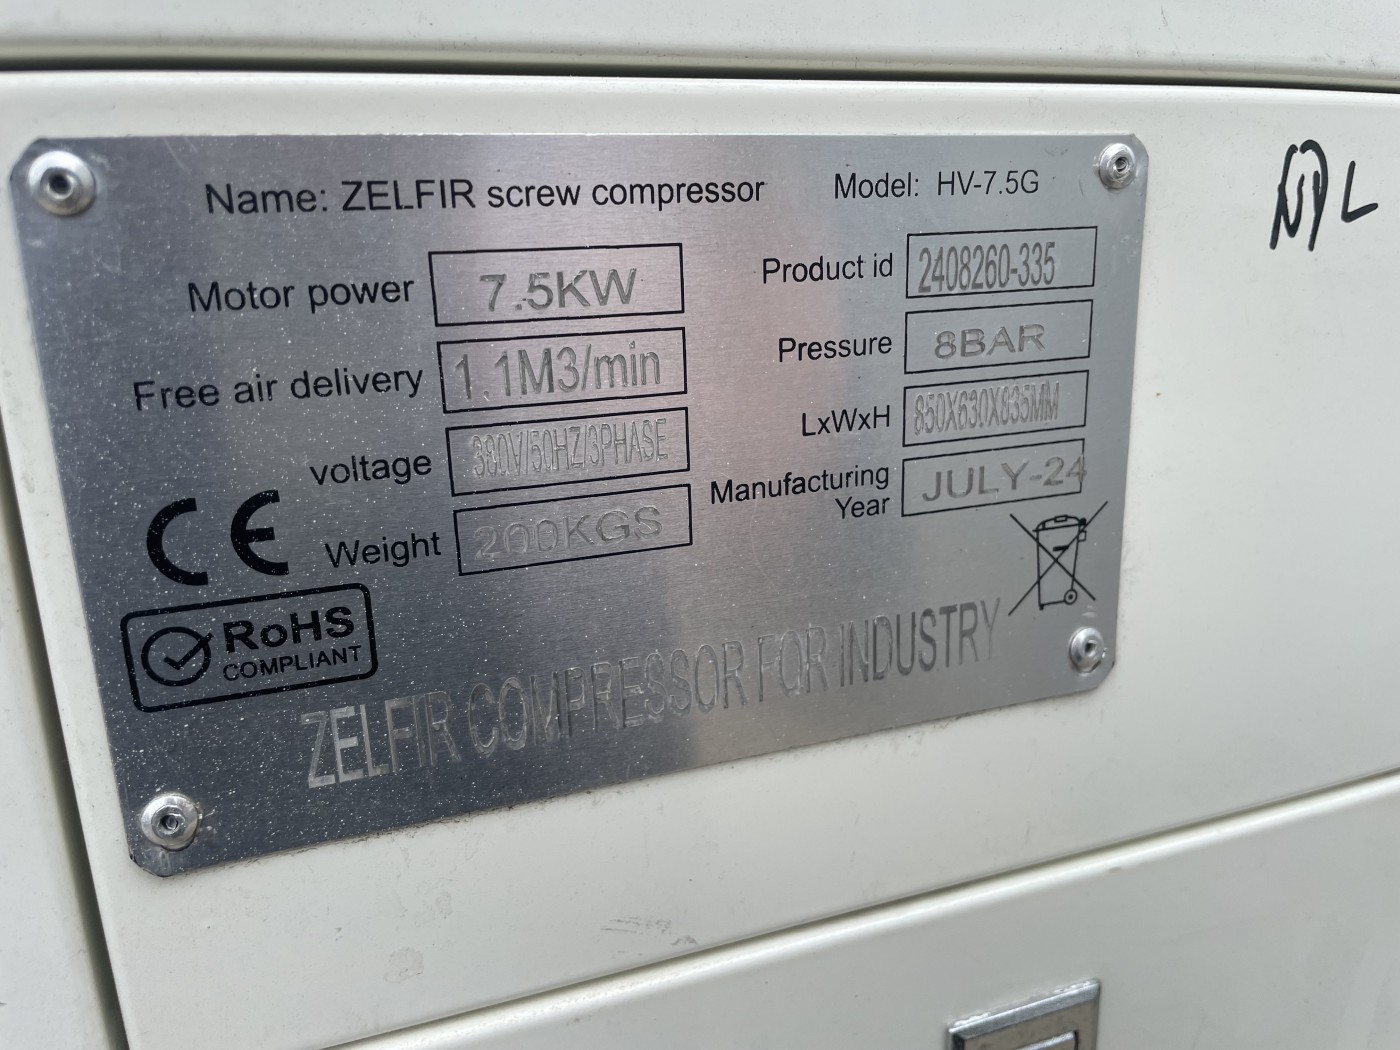 Name: ZELFIR screw compressor Model: HV-7.5G
Motor power 7.5KW Product id 2408260-335
Free air delivery 1.1M3/min Pressure 8BAR
voltage 380V/50HZ/3PHASE LxWxH 850X630X835MM
Weight 200KGS Manufacturing Year JULY-24
CE
RoHS
COMPLIANT
ZELFIR COMPRESSOR FOR INDUSTRY